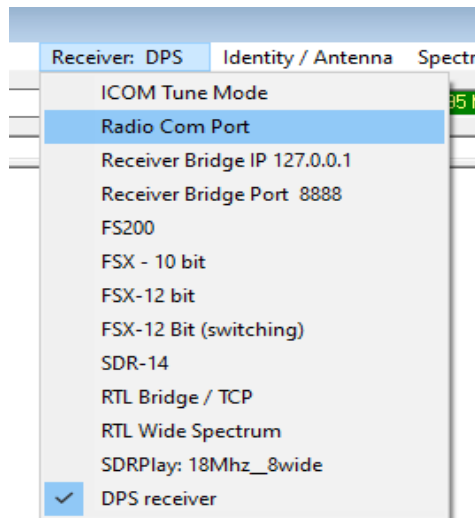 Receiver: DPS Identity / Antenna Spectr
ICOM Tune Mode
95
Radio Com Port
Receiver Bridge IP 127.0.0.1
Receiver Bridge Port 8888
FS200
FSX - 10 bit
FSX-12 bit
FSX-12 Bit (switching)
SDR-14
RTL Bridge / TCP
RTL Wide Spectrum
SDRPlay: 18Mhz__8wide
DPS receiver